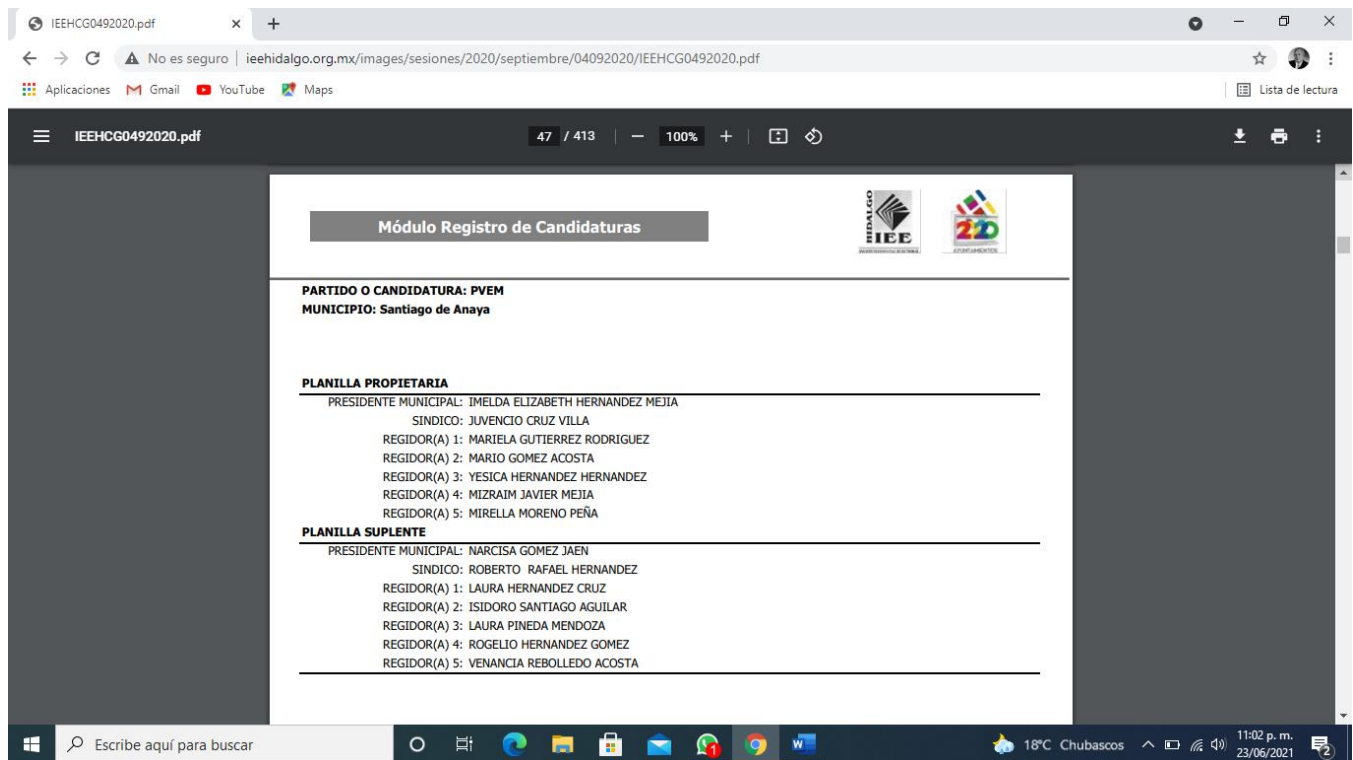 IEEHCG0492020.pdf
No es seguro | ieehidalgo.org.mx/images/sesiones/2020/septiembre/04092020/IEEHCG0492020.pdf
Aplicaciones Gmail YouTube Maps Lista de lectura
IEEHCG0492020.pdf 47 / 413 100%
Módulo Registro de Candidaturas
HIDALGO
IEE
AYUNTAMIENTOS
PARTIDO O CANDIDATURA: PVEM
MUNICIPIO: Santiago de Anaya
PLANILLA PROPIETARIA
PRESIDENTE MUNICIPAL: IMELDA ELIZABETH HERNANDEZ MEJIA
SINDICO: JUVENCIO CRUZ VILLA
REGIDOR(A) 1: MARIELA GUTIERREZ RODRIGUEZ
REGIDOR(A) 2: MARIO GOMEZ ACOSTA
REGIDOR(A) 3: YESICA HERNANDEZ HERNANDEZ
REGIDOR(A) 4: MIZRAIM JAVIER MEJIA
REGIDOR(A) 5: MIRELLA MORENO PEÑA
PLANILLA SUPLENTE
PRESIDENTE MUNICIPAL: NARCISA GOMEZ JAEN
SINDICO: ROBERTO RAFAEL HERNANDEZ
REGIDOR(A) 1: LAURA HERNANDEZ CRUZ
REGIDOR(A) 2: ISIDORO SANTIAGO AGUILAR
REGIDOR(A) 3: LAURA PINEDA MENDOZA
REGIDOR(A) 4: ROGELIO HERNANDEZ GOMEZ
REGIDOR(A) 5: VENANCIA REBOLLEDO ACOSTA
Escribe aquí para buscar
18°C Chubascos
11:02 p. m.
23/06/2021